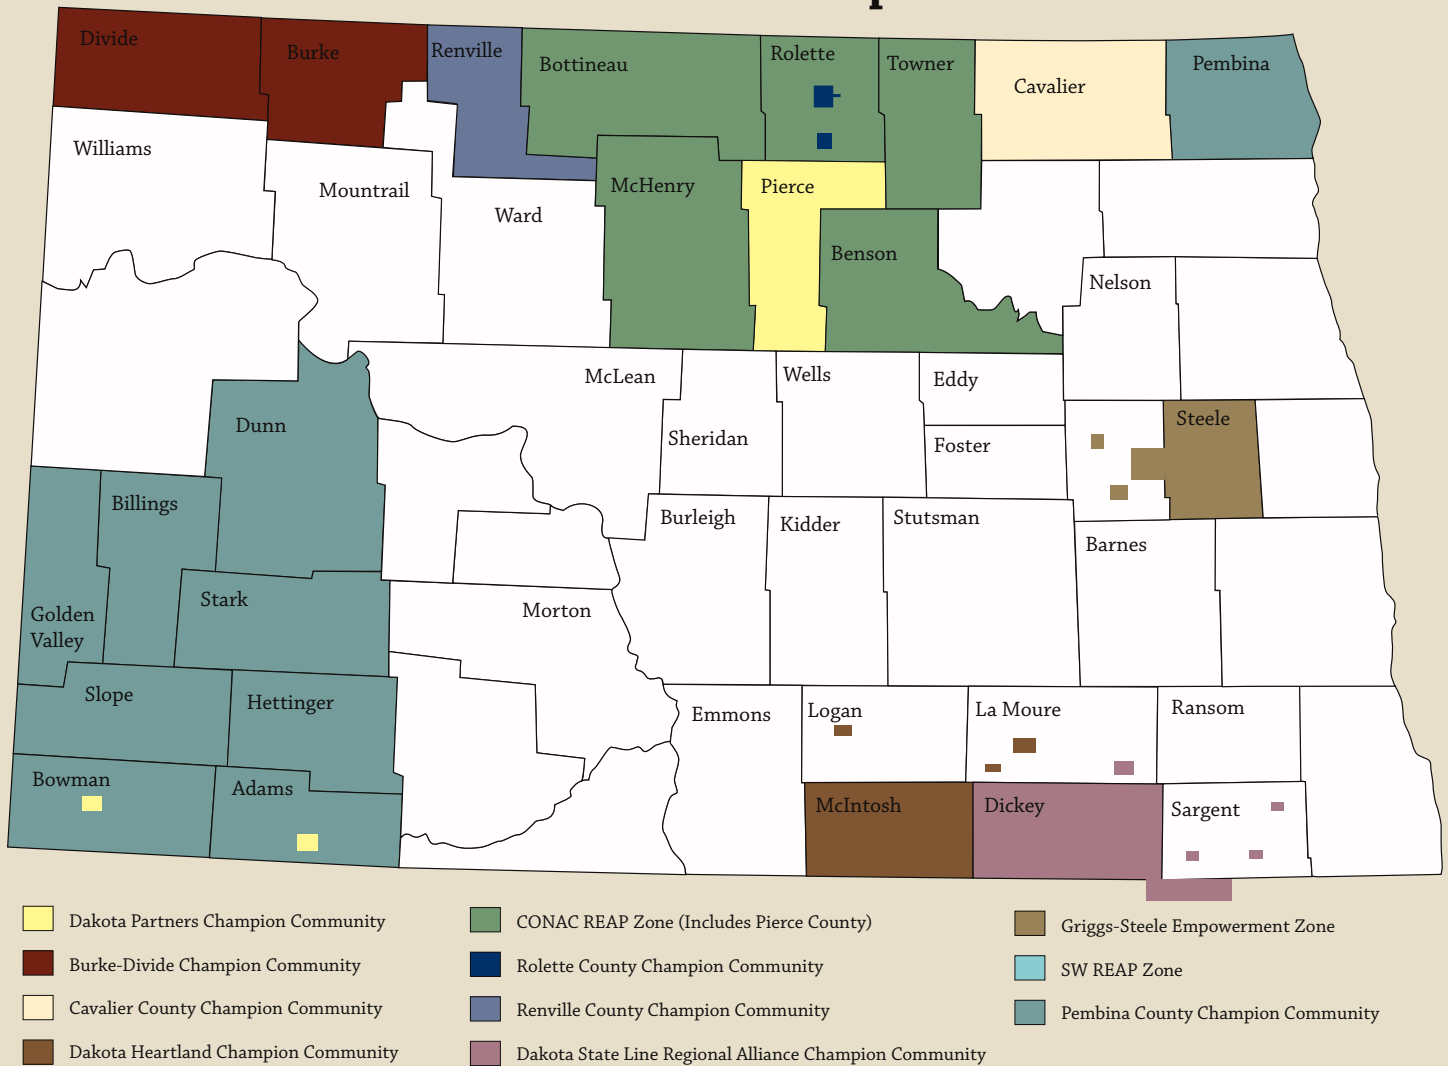 Divide
Burke
Renville
Bottineau
Rolette
Towner
Cavalier
Pembina
Williams
Mountrail
Ward
McHenry
Pierce
Benson
Nelson
McLean
Wells
Eddy
Sheridan
Foster
Steele
Dunn
Billings
Burleigh
Kidder
Stutsman
Barnes
Golden
Valley
Stark
Morton
Slope
Hettinger
Emmons
Logan
La Moure
Ransom
Bowman
Adams
McIntosh
Dickey
Sargent
Dakota Partners Champion Community
Burke-Divide Champion Community
Cavalier County Champion Community
Dakota Heartland Champion Community
CONAC REAP Zone (Includes Pierce County)
Rolette County Champion Community
Renville County Champion Community
Dakota State Line Regional Alliance Champion Community
Griggs-Steele Empowerment Zone
SW REAP Zone
Pembina County Champion Community